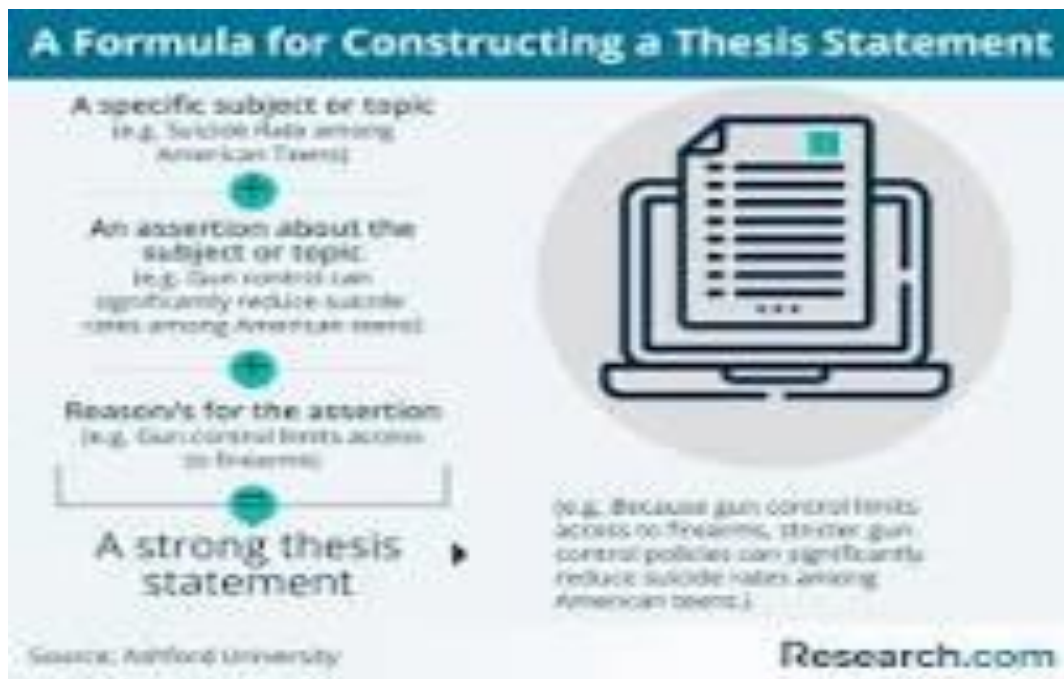 A Formula for Constructing a Thesis Statement
A specific subject or topic
(e.g. Suicide Rate among
American Teens)
+
An assertion about the
subject or topic
(e.g. Gun control can
significantly reduce suicide
rates among American teens)
+
Reason/s for the assertion
(e.g. Gun control limits access
to firearms)
A strong thesis
statement
(e.g. Because gun control limits
access to firearms, stricter gun
control policies can significantly
reduce suicide rates among
American teens.)
Source: Ashford University
Research.com